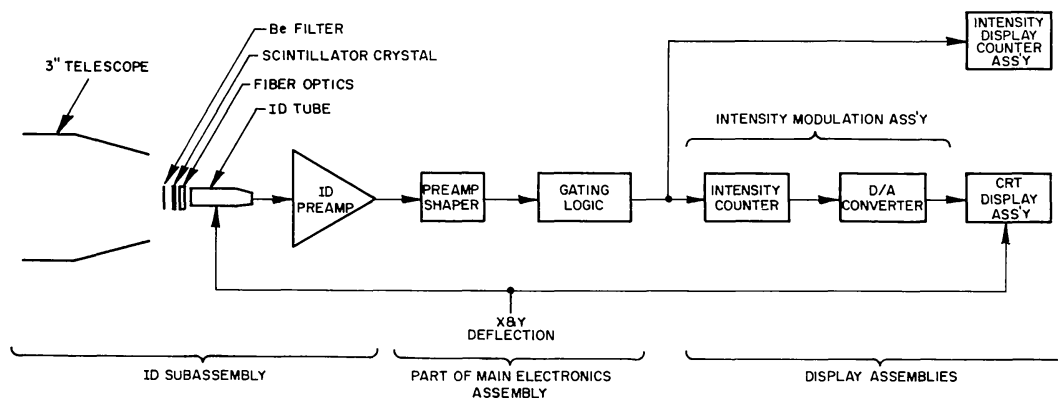 Be FILTER
SCINTILLATOR CRYSTAL
3" TELESCOPE
FIBER OPTICS
ID TUBE
INTENSITY
DISPLAY
COUNTER
ASS'Y
INTENSITY MODULATION ASS'Y
ID
PREAMP
PREAMP
SHAPER
GATING
LOGIC
INTENSITY
COUNTER
D/A
CONVERTER
CRT
DISPLAY
ASS'Y
X&Y
DEFLECTION
ID SUBASSEMBLY
PART OF MAIN ELECTRONICS
ASSEMBLY
DISPLAY ASSEMBLIES